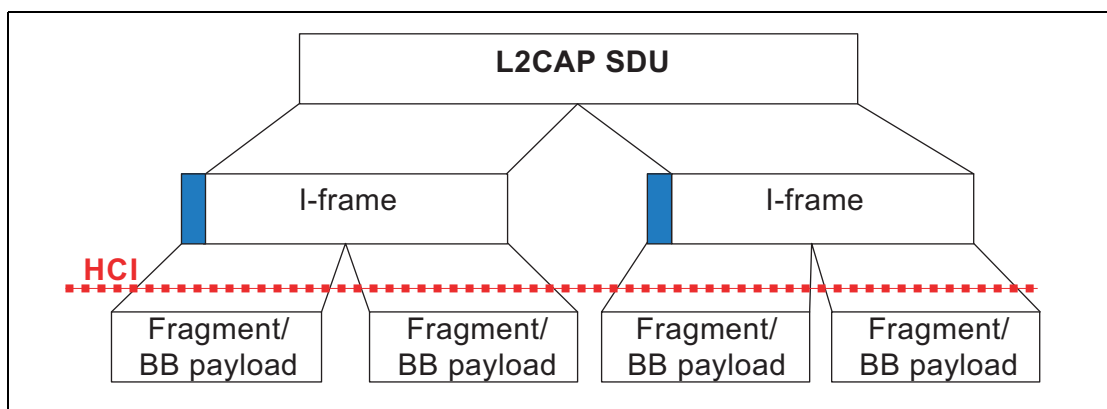 L2CAP SDU
I-frame
I-frame
HCI
Fragment/
BB payload
Fragment/
BB payload
Fragment/
BB payload
Fragment/
BB payload